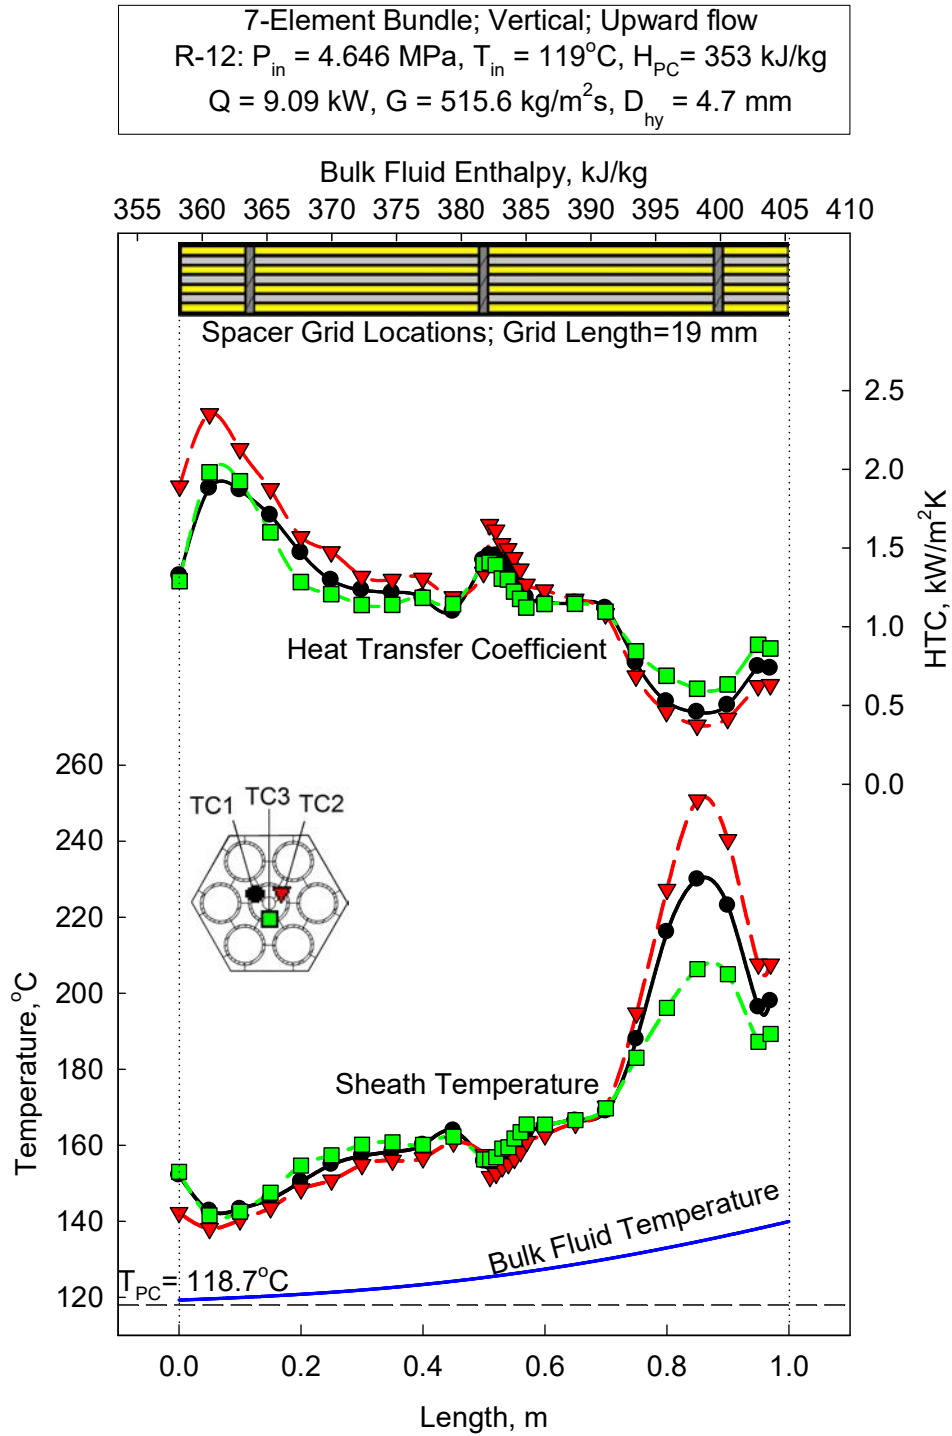 7-Element Bundle; Vertical; Upward flow
R-12: P_in = 4.646 MPa, T_in = 119°C, H_PC= 353 kJ/kg
Q = 9.09 kW, G = 515.6 kg/m²s, D_hy = 4.7 mm
Bulk Fluid Enthalpy, kJ/kg
355 360 365 370 375 380 385 390 395 400 405 410
Spacer Grid Locations; Grid Length=19 mm
2.5
2.0
1.5
1.0
0.5
0.0
HTC, kW/m²K
Heat Transfer Coefficient
260
240
220
200
180
160
140
120
Temperature,°C
TC1 TC3 TC2
Sheath Temperature
Bulk Fluid Temperature
T_PC= 118.7°C
0.0 0.2 0.4 0.6 0.8 1.0
Length, m